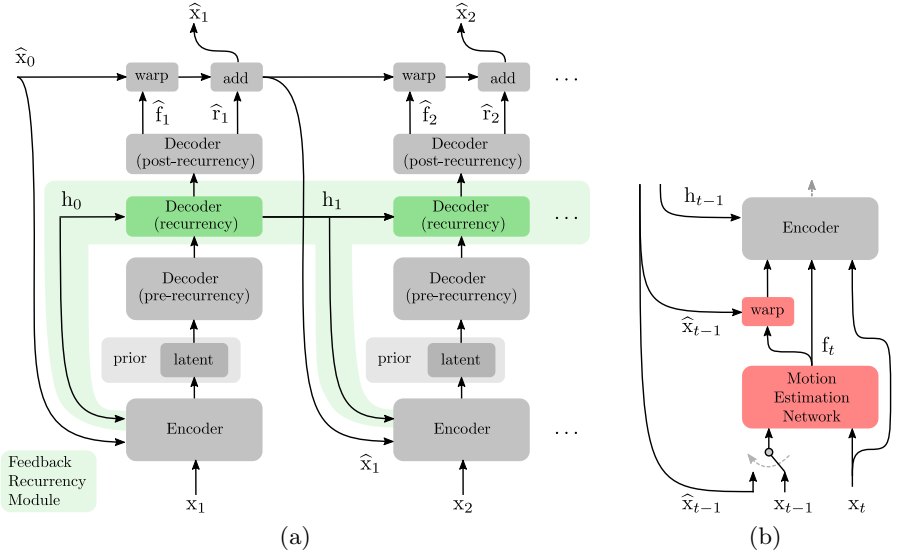 x̂₁
x̂₂
x̂₀
warp
add
warp
add
...
f̂₁
r̂₁
f̂₂
r̂₂
Decoder
(post-recurrency)
Decoder
(post-recurrency)
h₀
Decoder
(recurrency)
h₁
Decoder
(recurrency)
...
Decoder
(pre-recurrency)
Decoder
(pre-recurrency)
prior
latent
prior
latent
Encoder
Encoder
...
x̂₁
Feedback
Recurrency
Module
x₁
x₂
(a)
hₜ₋₁
Encoder
warp
x̂ₜ₋₁
fₜ
Motion
Estimation
Network
x̂ₜ₋₁
xₜ₋₁
xₜ
(b)